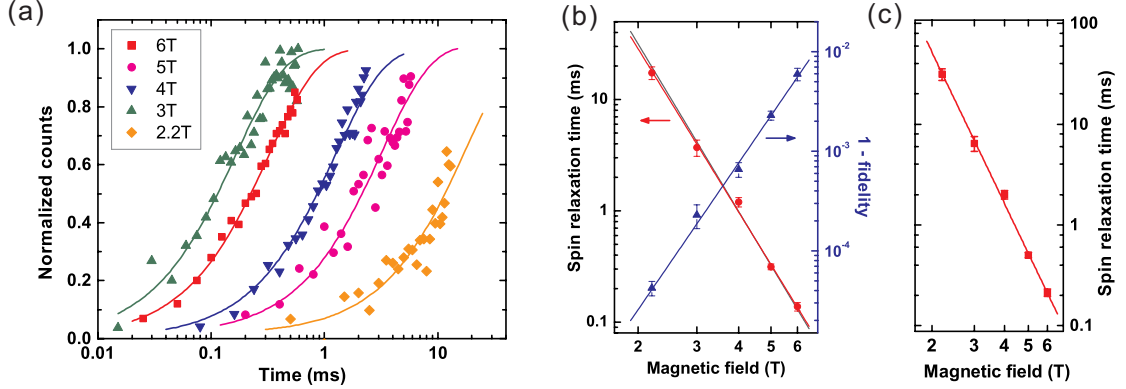 (a)
1.0
0.8
0.6
0.4
0.2
0.0
Normalized counts
6T
5T
4T
3T
2.2T
0.01
0.1
1
10
Time (ms)
(b)
10
1
0.1
Spin relaxation time (ms)
2
3
4
5
6
Magnetic field (T)
10⁻²
10⁻³
10⁻⁴
1 - fidelity
(c)
2
3
4
5
6
Magnetic field (T)
100
10
1
0.1
Spin relaxation time (ms)